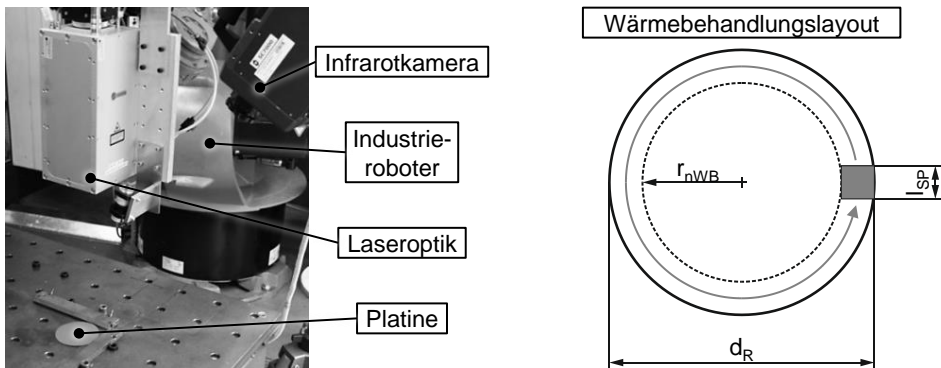 Infrarotkamera
Industrie-
roboter
Laseroptik
Platine
Wärmebehandlungslayout
r_nWB
l_SP
d_R